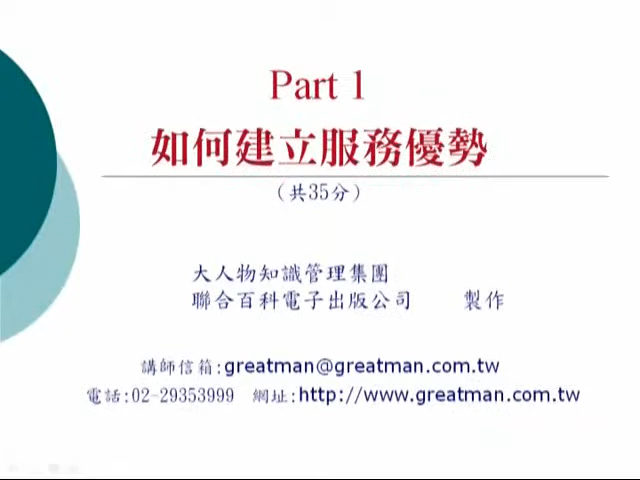 Part 1
如何建立服務優勢
（共35分）
大人物知識管理集團
聯合百科電子出版公司 製作
講師信箱:greatman@greatman.com.tw
電話:02-29353999 網址:http://www.greatman.com.tw